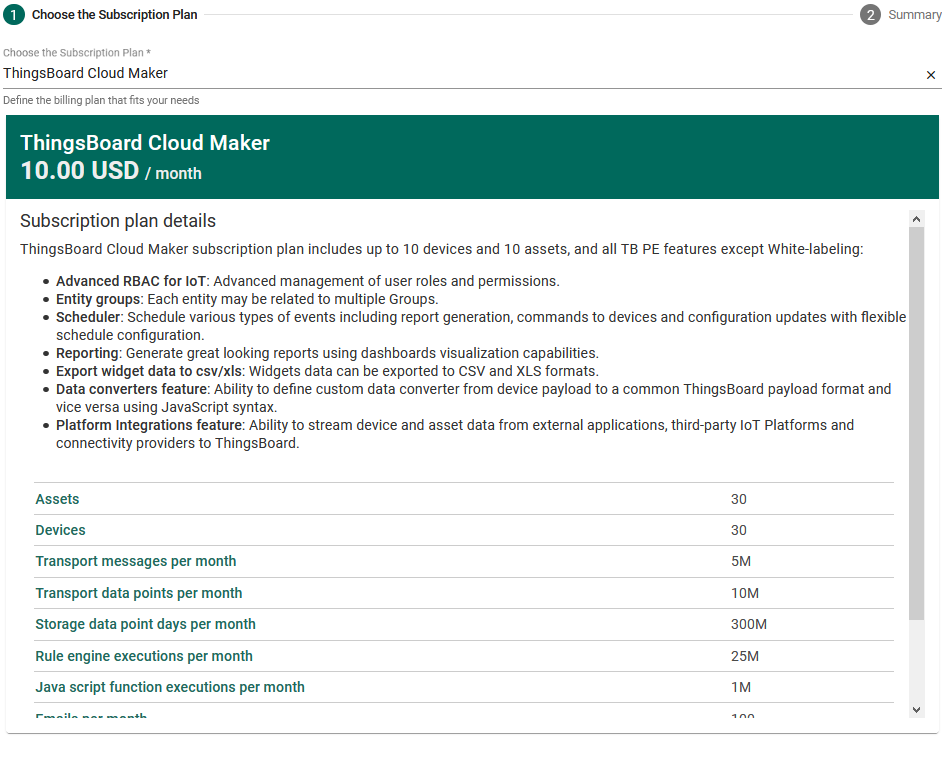 1 Choose the Subscription Plan 2 Summary
Choose the Subscription Plan *
ThingsBoard Cloud Maker ×
Define the billing plan that fits your needs
ThingsBoard Cloud Maker
10.00 USD / month
Subscription plan details
ThingsBoard Cloud Maker subscription plan includes up to 10 devices and 10 assets, and all TB PE features except White-labeling:
• Advanced RBAC for IoT: Advanced management of user roles and permissions.
• Entity groups: Each entity may be related to multiple Groups.
• Scheduler: Schedule various types of events including report generation, commands to devices and configuration updates with flexible
schedule configuration.
• Reporting: Generate great looking reports using dashboards visualization capabilities.
• Export widget data to csv/xls: Widgets data can be exported to CSV and XLS formats.
• Data converters feature: Ability to define custom data converter from device payload to a common ThingsBoard payload format and
vice versa using JavaScript syntax.
• Platform Integrations feature: Ability to stream device and asset data from external applications, third-party IoT Platforms and
connectivity providers to ThingsBoard.
Assets 30
Devices 30
Transport messages per month 5M
Transport data points per month 10M
Storage data point days per month 300M
Rule engine executions per month 25M
Java script function executions per month 1M
Emails per month 100